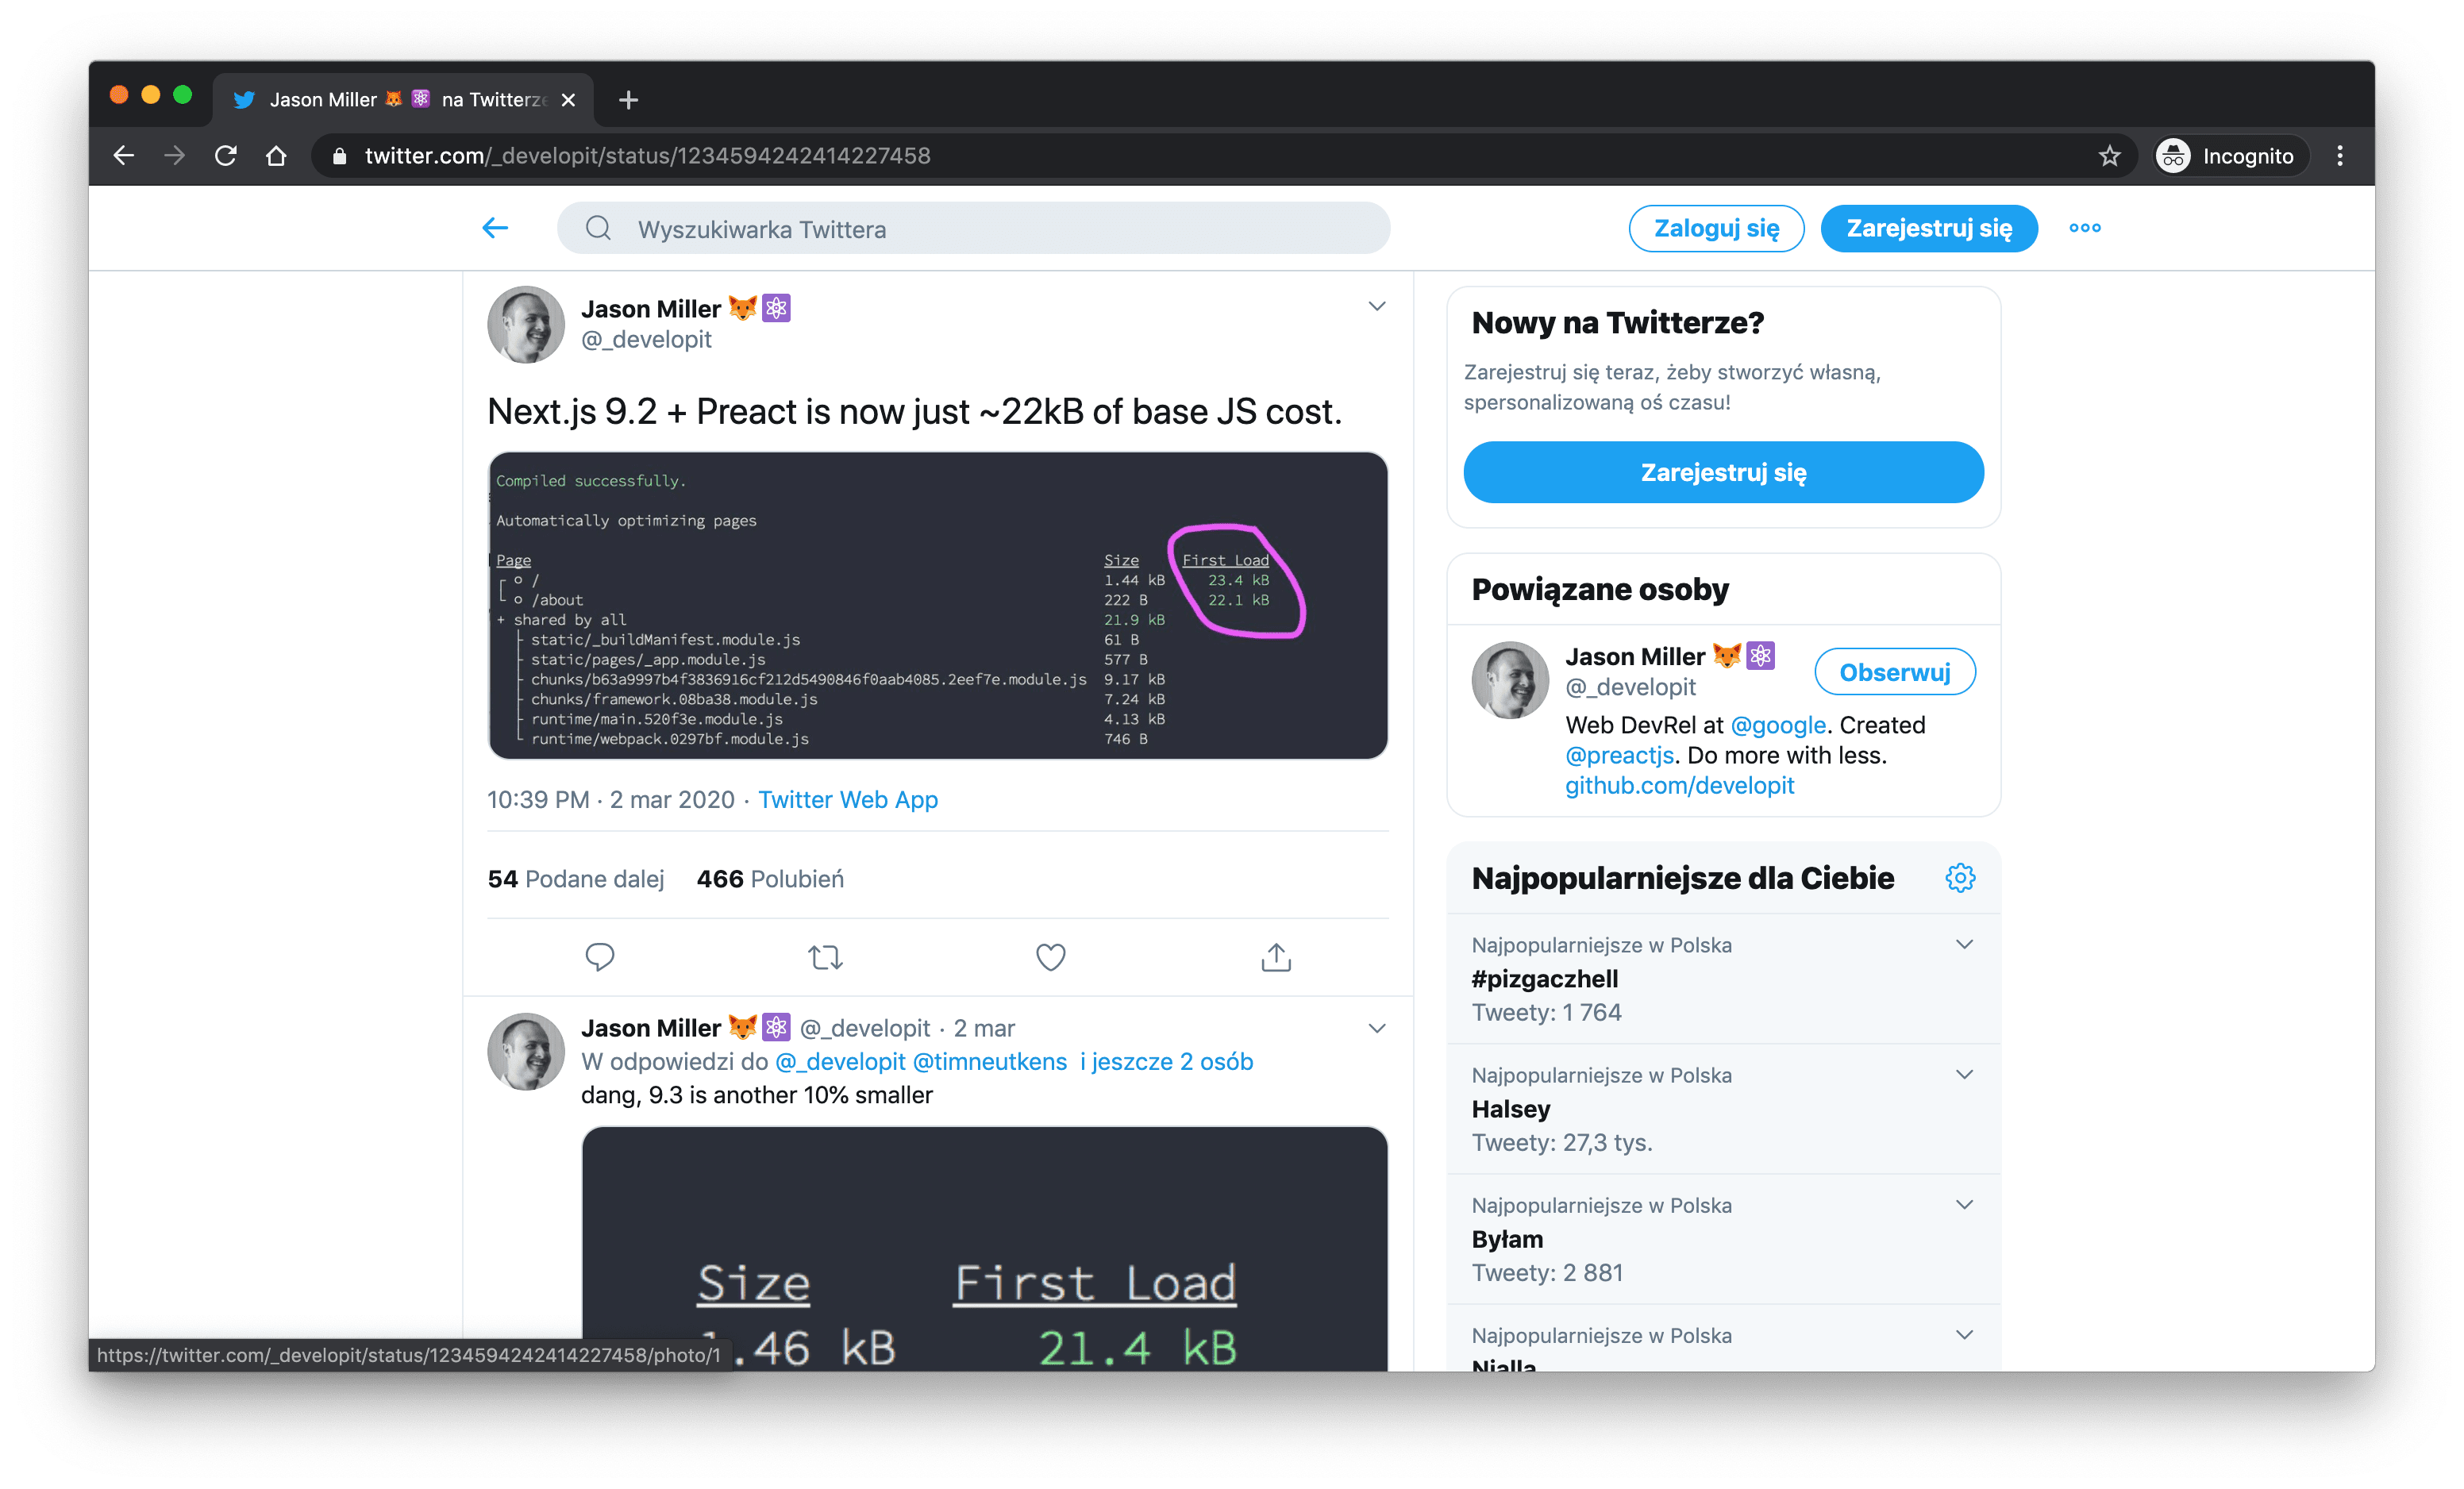 Jason Miller 🦊 ⚛ na Twitterze
twitter.com/_developit/status/1234594242414227458
Incognito
Wyszukiwarka Twittera
Zaloguj się
Zarejestruj się
Jason Miller 🦊⚛
@_developit
Next.js 9.2 + Preact is now just ~22kB of base JS cost.
Compiled successfully.
Automatically optimizing pages
Page Size First Load
┌ ○ / 1.44 kB 23.4 kB
└ ○ /about 222 B 22.1 kB
+ shared by all 21.9 kB
├ static/_buildManifest.module.js 61 B
├ static/pages/_app.module.js 577 B
├ chunks/b63a9997b4f3836916cf212d5490846f0aab4085.2eef7e.module.js 9.17 kB
├ chunks/framework.08ba38.module.js 7.24 kB
├ runtime/main.520f3e.module.js 4.13 kB
└ runtime/webpack.0297bf.module.js 746 B
10:39 PM · 2 mar 2020 · Twitter Web App
54 Podane dalej 466 Polubień
Jason Miller 🦊⚛ @_developit · 2 mar
W odpowiedzi do @_developit @timneutkens i jeszcze 2 osób
dang, 9.3 is another 10% smaller
Size First Load
.46 kB 21.4 kB
https://twitter.com/_developit/status/1234594242414227458/photo/1
Nowy na Twitterze?
Zarejestruj się teraz, żeby stworzyć własną,
spersonalizowaną oś czasu!
Zarejestruj się
Powiązane osoby
Jason Miller 🦊⚛
@_developit
Obserwuj
Web DevRel at @google. Created
@preactjs. Do more with less.
github.com/developit
Najpopularniejsze dla Ciebie
Najpopularniejsze w Polska
#pizgaczhell
Tweety: 1 764
Najpopularniejsze w Polska
Halsey
Tweety: 27,3 tys.
Najpopularniejsze w Polska
Byłam
Tweety: 2 881
Najpopularniejsze w Polska
Nialla